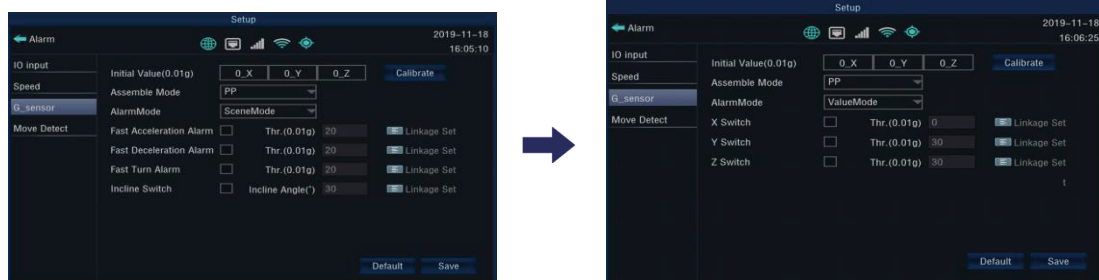 Setup
Alarm
2019-11-18
16:05:10
IO input
Speed
G_sensor
Move Detect
Initial Value(0.01g) 0_X 0_Y 0_Z Calibrate
Assemble Mode PP
AlarmMode SceneMode
Fast Acceleration Alarm Thr.(0.01g) 20 Linkage Set
Fast Deceleration Alarm Thr.(0.01g) 20 Linkage Set
Fast Turn Alarm Thr.(0.01g) 20 Linkage Set
Incline Switch Incline Angle(°) 30 Linkage Set
Default Save
Setup
Alarm
2019-11-18
16:06:25
IO input
Speed
G_sensor
Move Detect
Initial Value(0.01g) 0_X 0_Y 0_Z Calibrate
Assemble Mode PP
AlarmMode ValueMode
X Switch Thr.(0.01g) 0 Linkage Set
Y Switch Thr.(0.01g) 30 Linkage Set
Z Switch Thr.(0.01g) 30 Linkage Set
t
Default Save